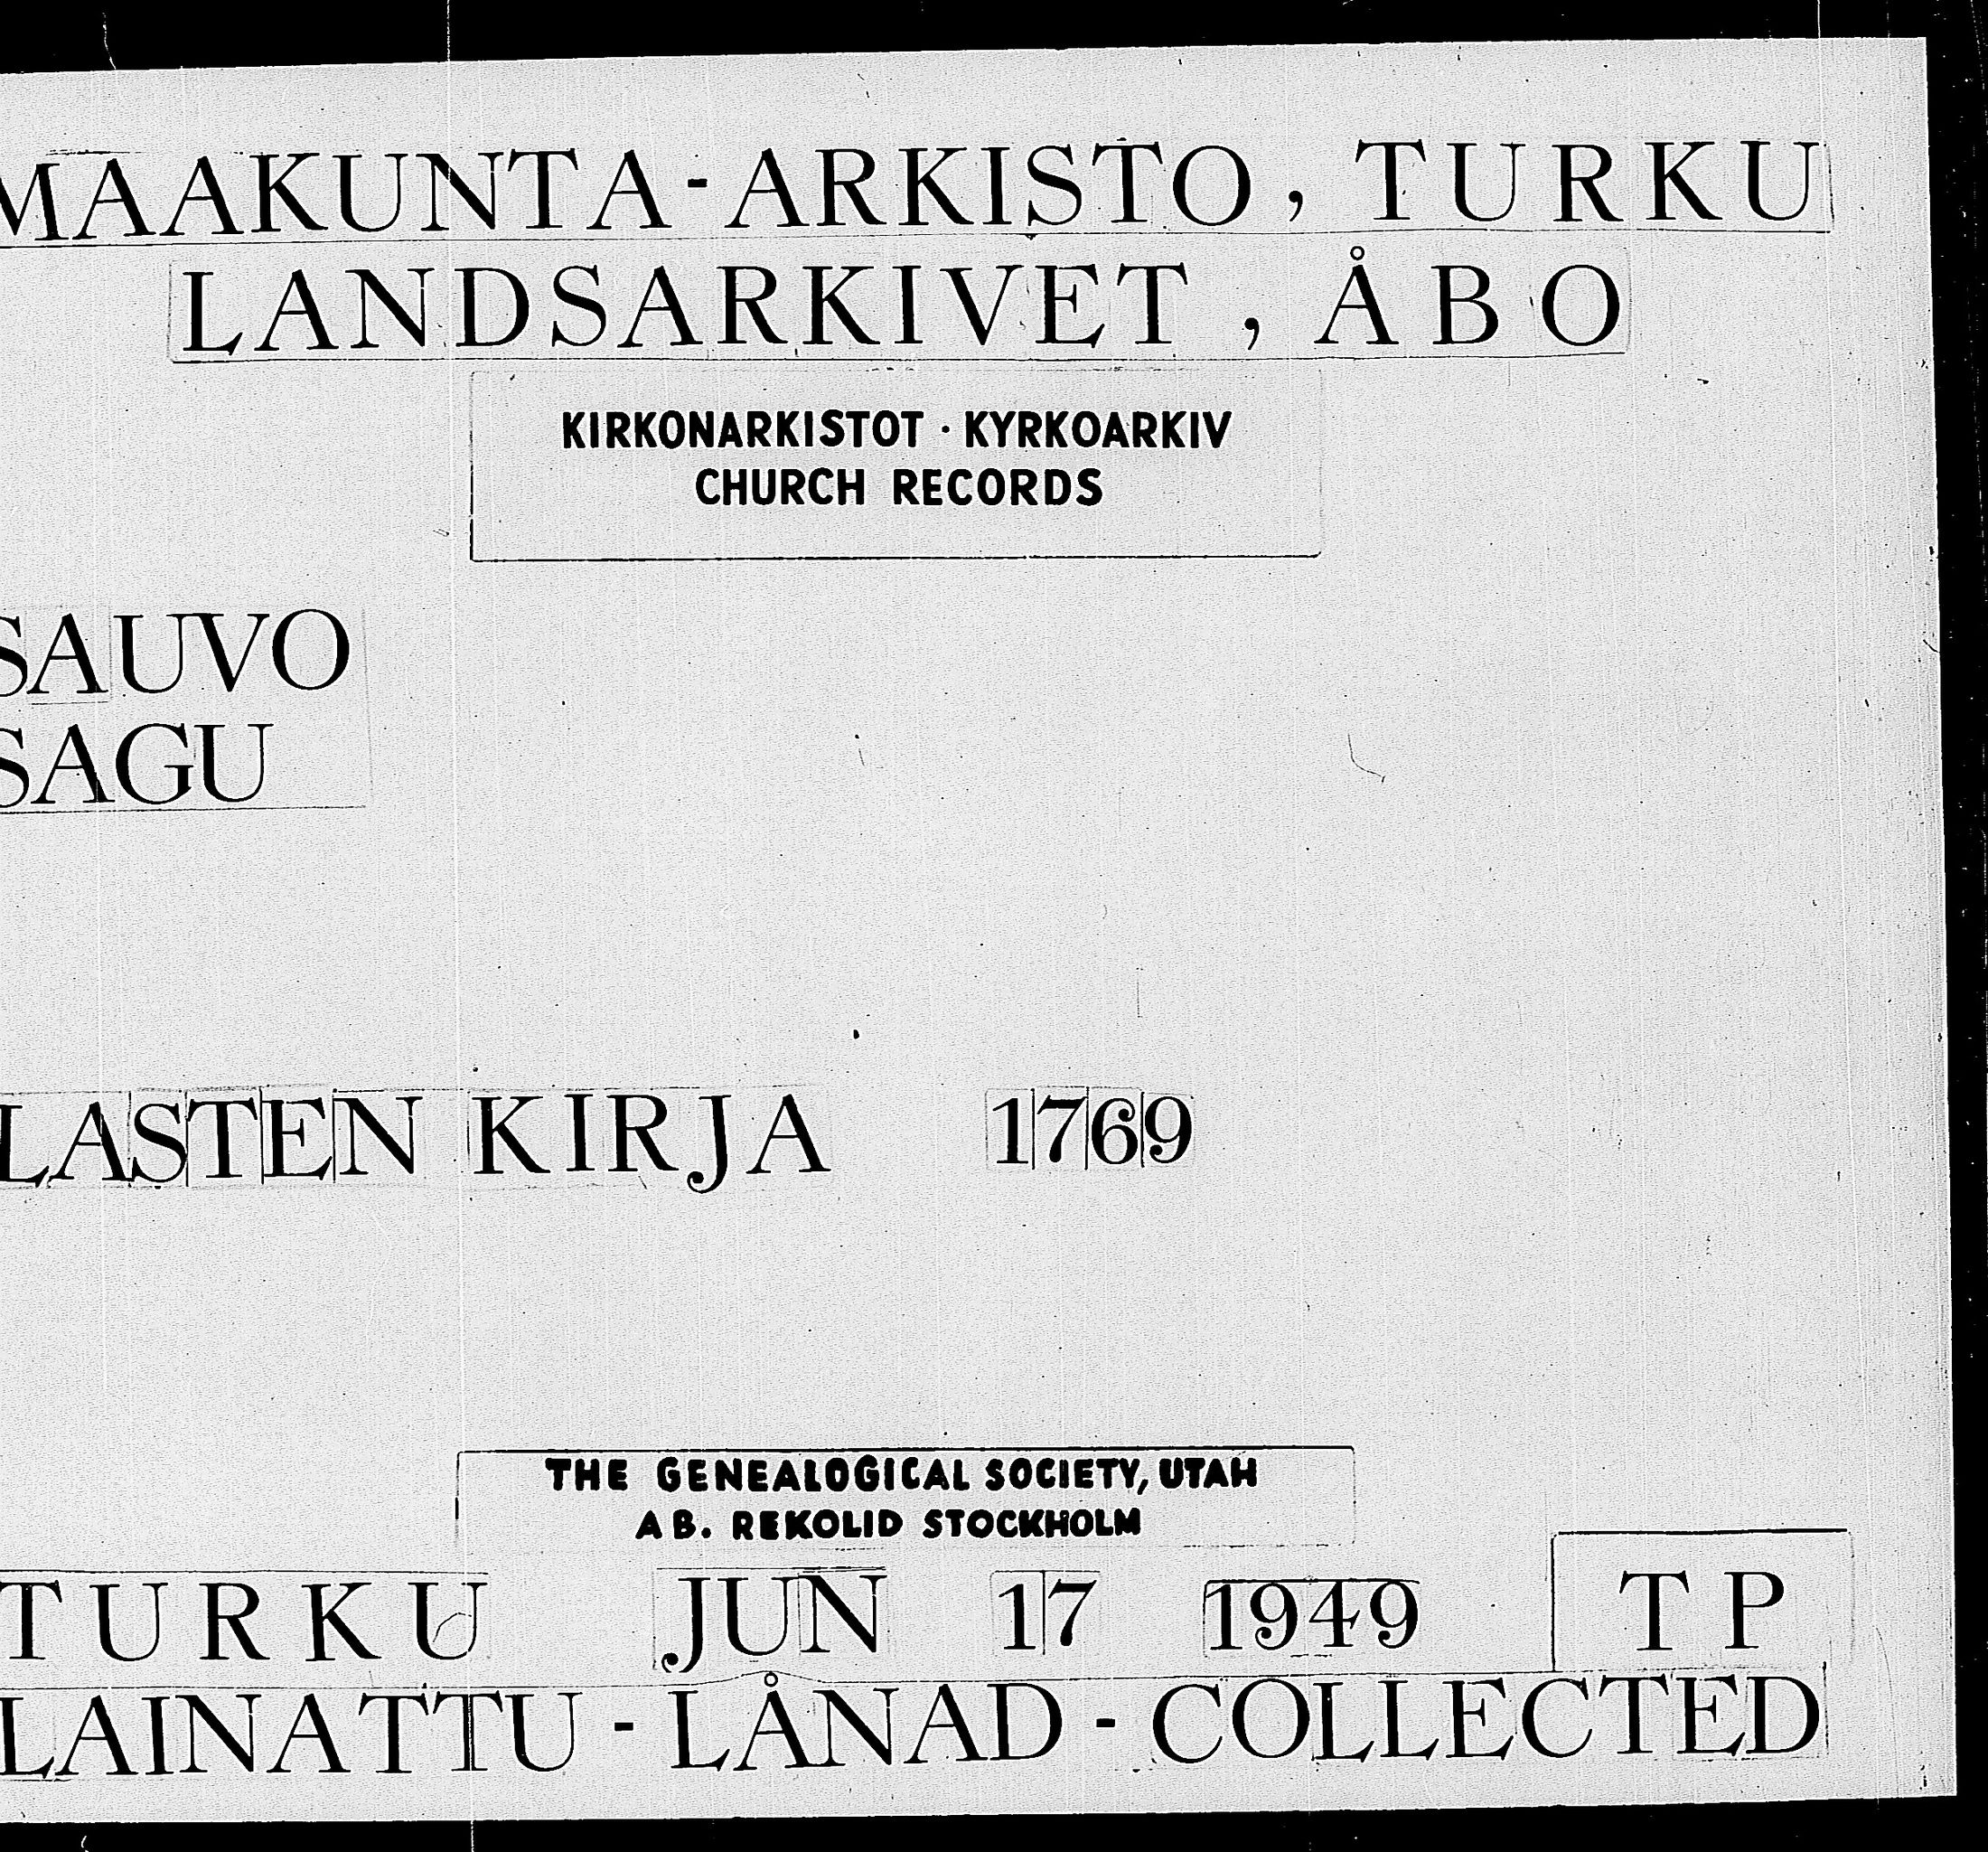 MAAKUNTA-ARKISTO, TURKU
LANDSARKIVET, ÅBO
KIRKONARKISTOT · KYRKOARKIV
CHURCH RECORDS
SAUVO
SAGU
LASTEN KIRJA 1769
THE GENEALOGICAL SOCIETY, UTAH
AB. REKOLID STOCKHOLM
TURKU JUN 17 1949 TP
LAINATTU - LÅNAD - COLLECTED